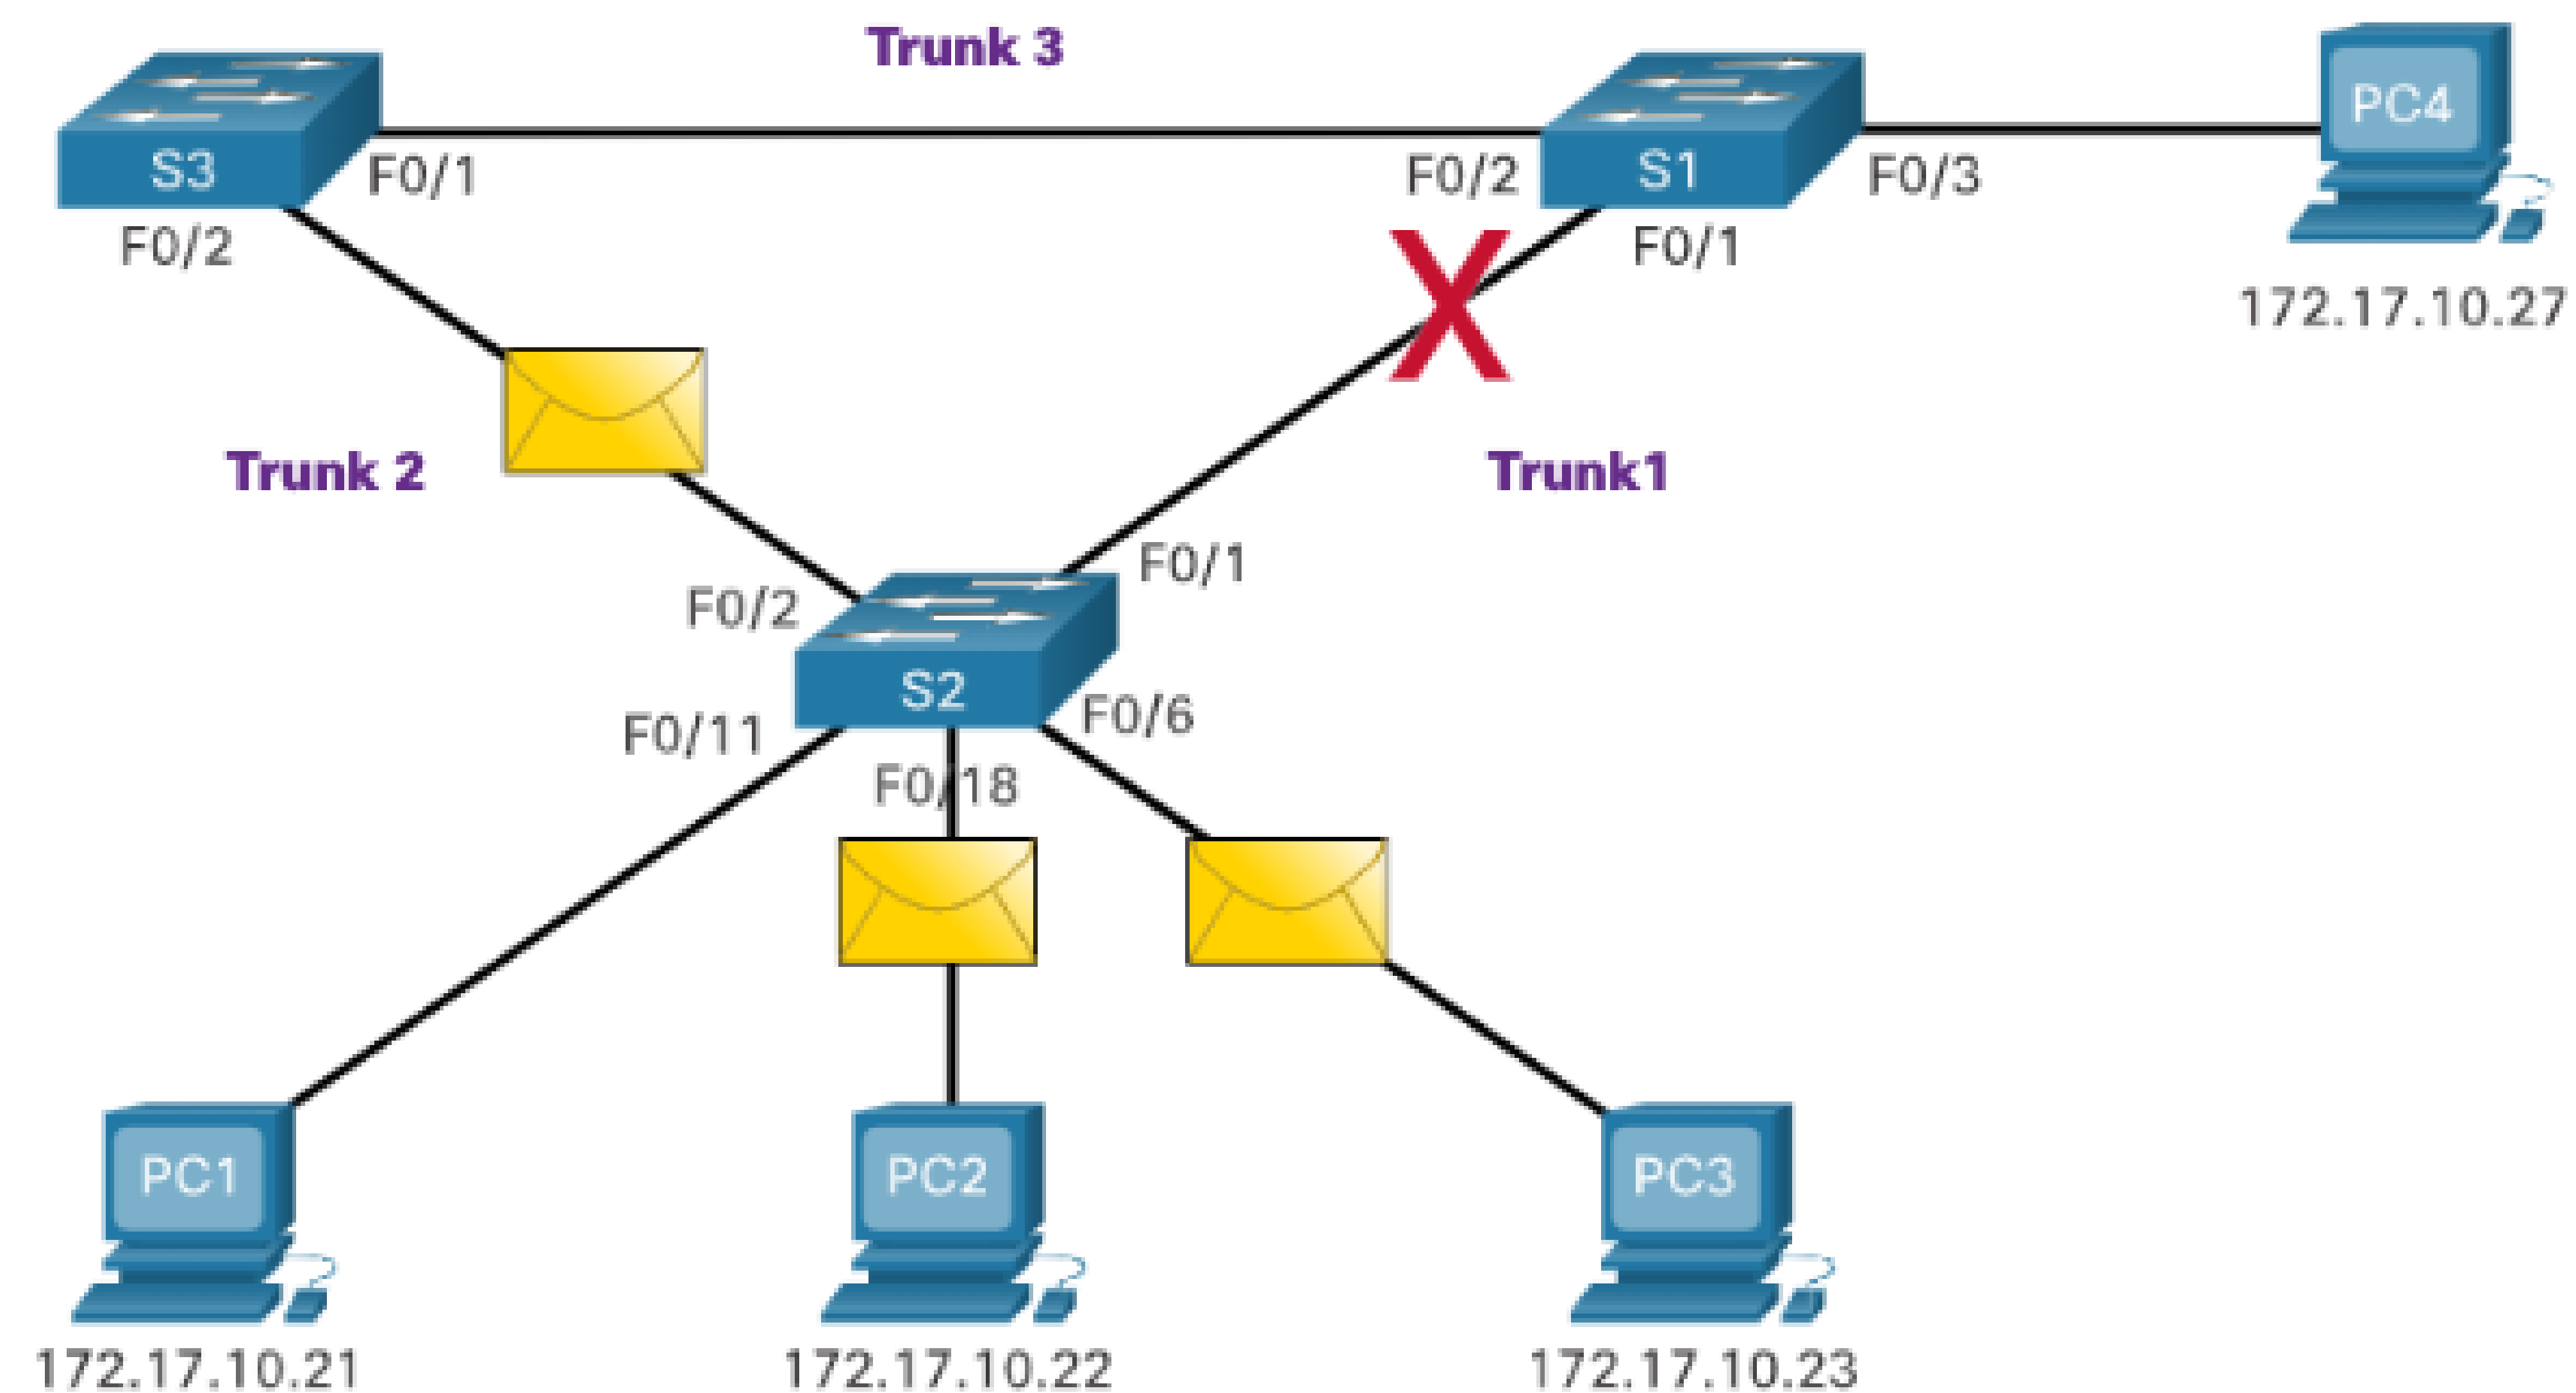 Trunk 3
S3
F0/1
F0/2
S1
F0/3
PC4
F0/2
F0/1
172.17.10.27
Trunk 2
Trunk1
F0/1
F0/2
S2
F0/11
F0/6
F0/18
PC1
PC2
PC3
172.17.10.21
172.17.10.22
172.17.10.23